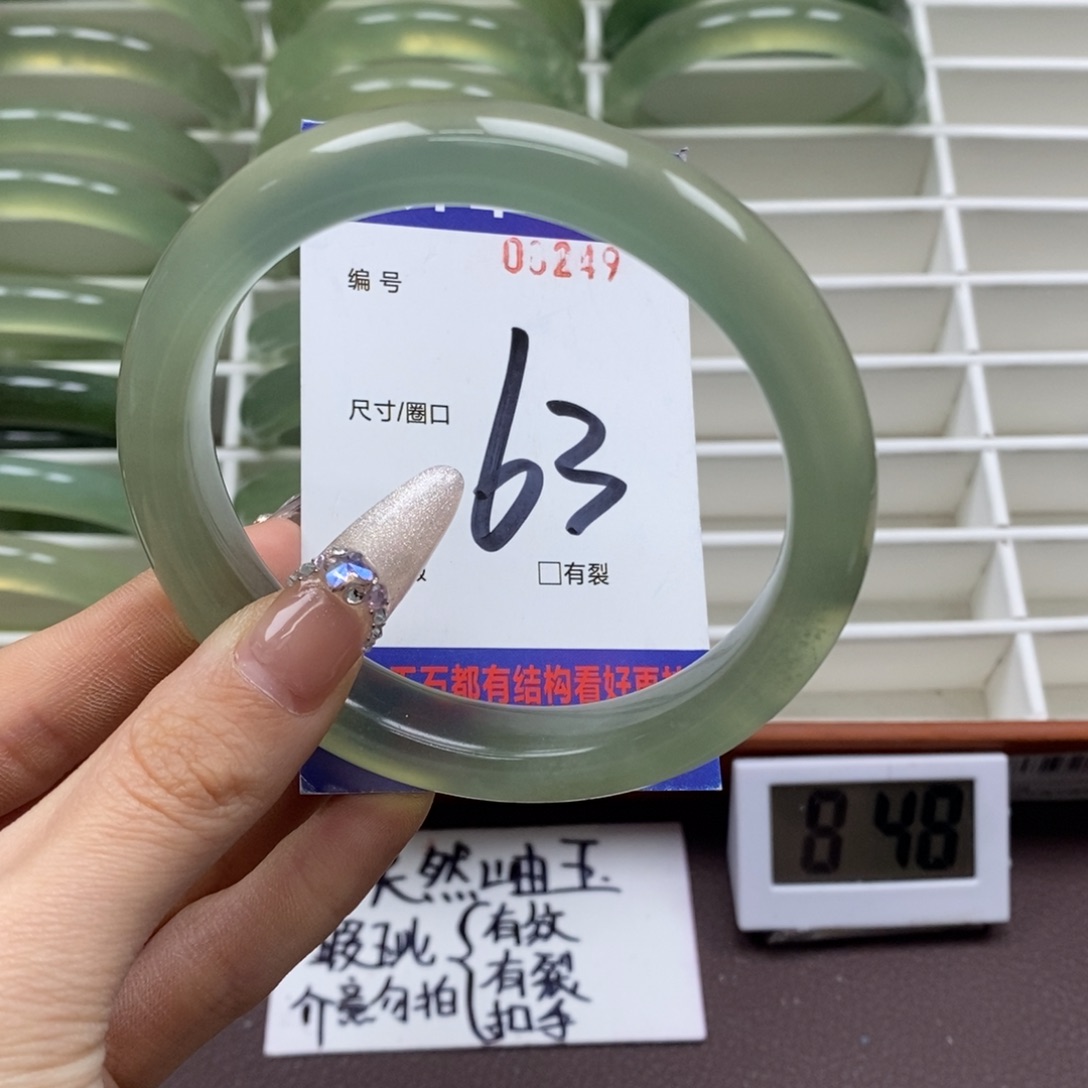 编号
00249
尺寸/圈口
63
□有裂
玉石都有结构看好再拍
8 48
天然岫玉
瑕疵
有纹
有裂
扣手
介意勿拍